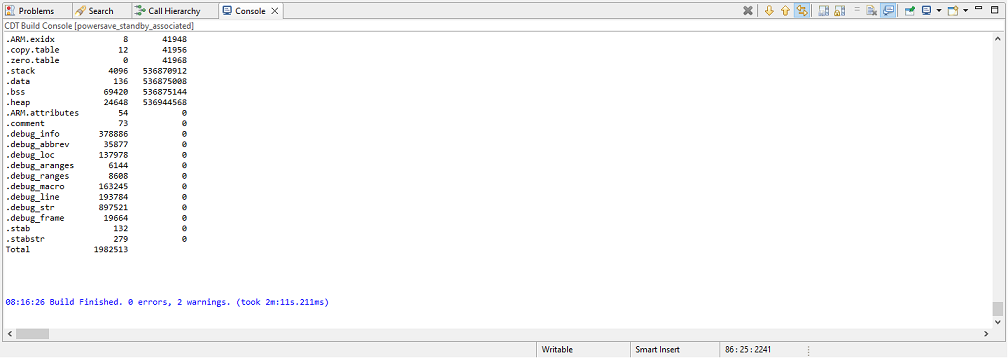 Problems Search Call Hierarchy Console
CDT Build Console [powersave_standby_associated]
.ARM.exidx 8 41948
.copy.table 12 41956
.zero.table 0 41968
.stack 4096 536870912
.data 136 536875008
.bss 69420 536875144
.heap 24648 536944568
.ARM.attributes 54 0
.comment 73 0
.debug_info 378886 0
.debug_abbrev 35877 0
.debug_loc 137978 0
.debug_aranges 6144 0
.debug_ranges 8608 0
.debug_macro 163245 0
.debug_line 193784 0
.debug_str 897521 0
.debug_frame 19664 0
.stab 132 0
.stabstr 279 0
Total 1982513
08:16:26 Build Finished. 0 errors, 2 warnings. (took 2m:11s.211ms)
Writable Smart Insert 86 : 25 : 2241